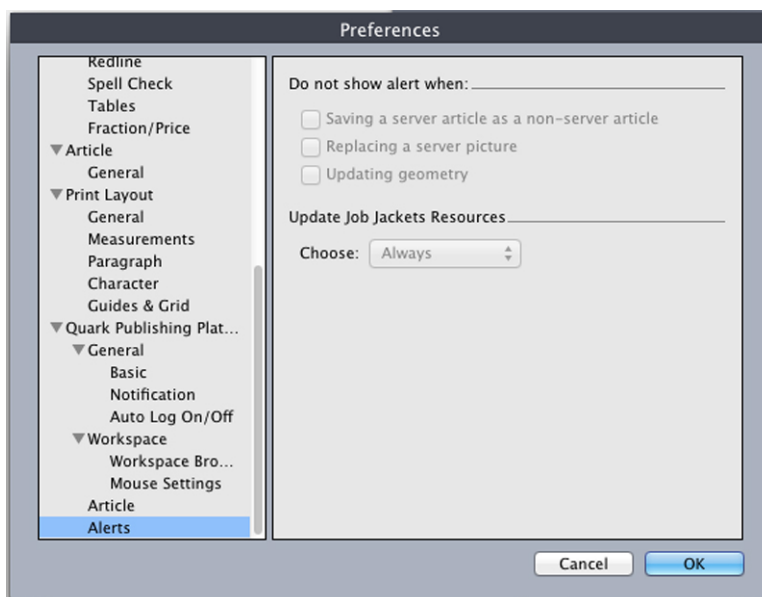 Preferences
Redline
Spell Check
Tables
Fraction/Price
Article
General
Print Layout
General
Measurements
Paragraph
Character
Guides & Grid
Quark Publishing Plat...
General
Basic
Notification
Auto Log On/Off
Workspace
Workspace Bro...
Mouse Settings
Article
Alerts
Do not show alert when:
Saving a server article as a non-server article
Replacing a server picture
Updating geometry
Update Job Jackets Resources
Choose: Always
Cancel OK